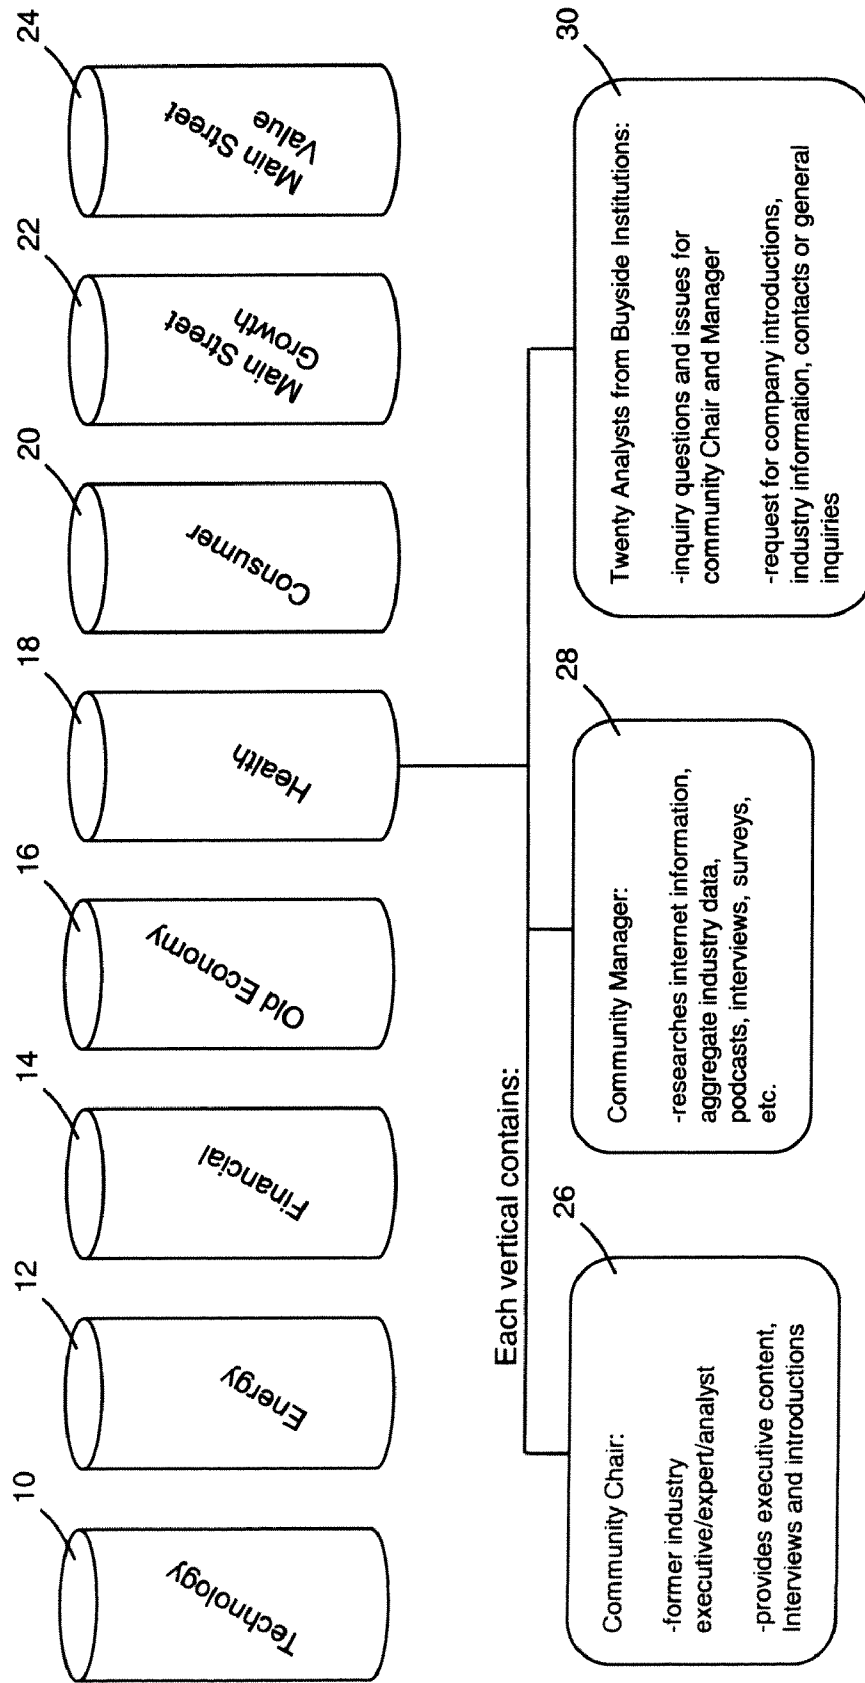 10
12
14
16
18
20
22
24
Technology
Energy
Financial
Old Economy
Health
Consumer
Main Street
Growth
Main Street
Value
Each vertical contains:
26
Community Chair:
-former industry
executive/expert/analyst
-provides executive content,
Interviews and introductions
28
Community Manager:
-researches internet information,
aggregate industry data,
podcasts, interviews, surveys,
etc.
30
Twenty Analysts from Buyside Institutions:
-inquiry questions and issues for
community Chair and Manager
-request for company introductions,
industry information, contacts or general
inquiries